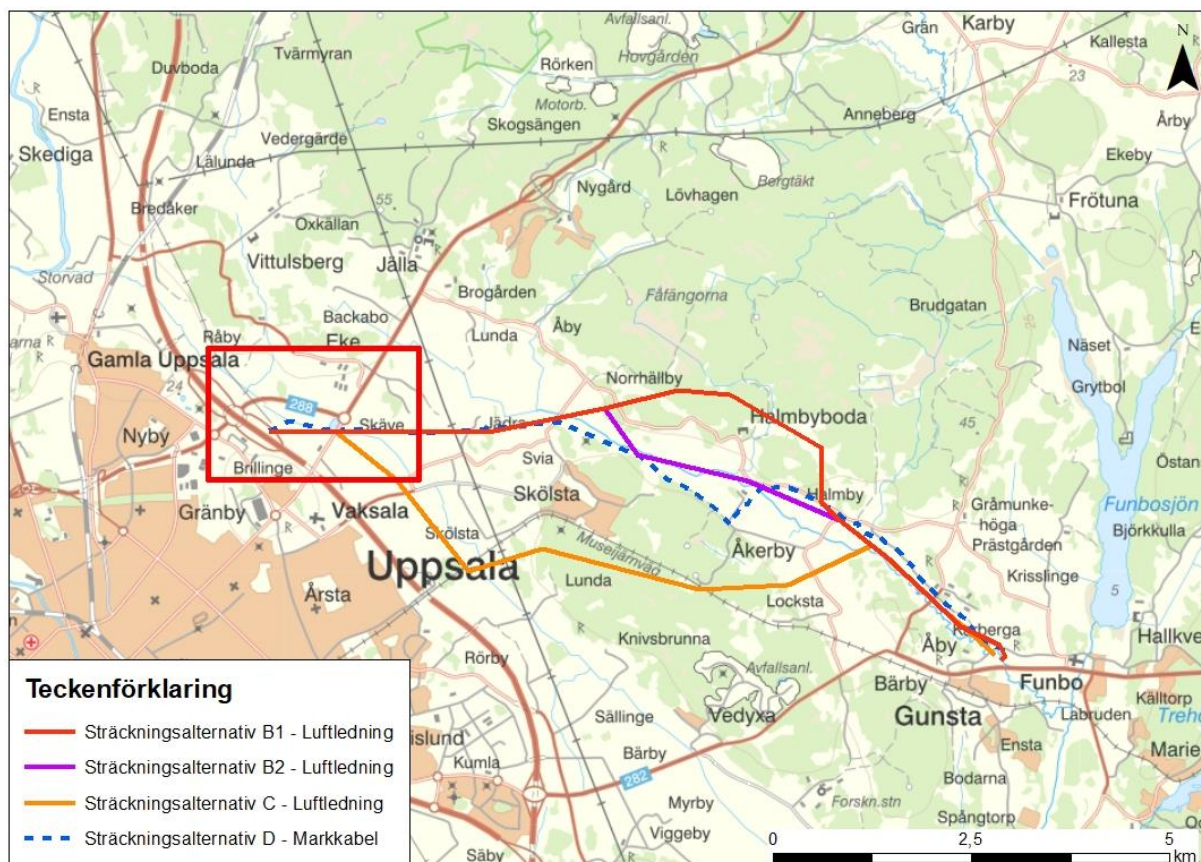 Avfallsanl.
Hovgården
Grän
Karby
Tvärmyran
Rörken
Kallesta
N
Duvboda
23
Motorb.
Ensta
Skogsängen
Anneberg
Årby
Vedergärde
Skediga
Lälunda
Ekeby
Bergtäkt
Nygård
Lövhagen
Frötuna
Bredåker
55
Oxkällan
Vittulsberg
Jälla
Storvad
Brogården
Fåfängorna
Brudgatan
Backabo
25
Råby
Lunda
Åby
Näset
Eke
Gamla Uppsala
Norrhällby
Grytbol
24
288
Halmbyboda
Skäve
Jädra
45
Nyby
Brillinge
Svia
Östan
Skölsta
Halmby
Gråmunke-
höga
Funbosjön
Gränby
Vaksala
Prästgården
Björkkulla
Skölsta
Åkerby
Museijärnväg
Uppsala
Krisslinge
5
Lunda
Årsta
Locksta
Knivsbrunna
Karberga
Hallkve
Åby
Rörby
Avfallsanl.
Funbo
Bärby
Källtorp
Teckenförklaring
Vedyxa
Gunsta
Labruden
Sträckningsalternativ B1 - Luftledning
Sällinge
Ensta
Marie
Bärby
Sträckningsalternativ B2 - Luftledning
Kumla
282
Bodarna
Sträckningsalternativ C - Luftledning
Myrby
Forskn.stn
Spångtorp
Viggeby
Sträckningsalternativ D - Markkabel
Säby
0 2,5 5
km